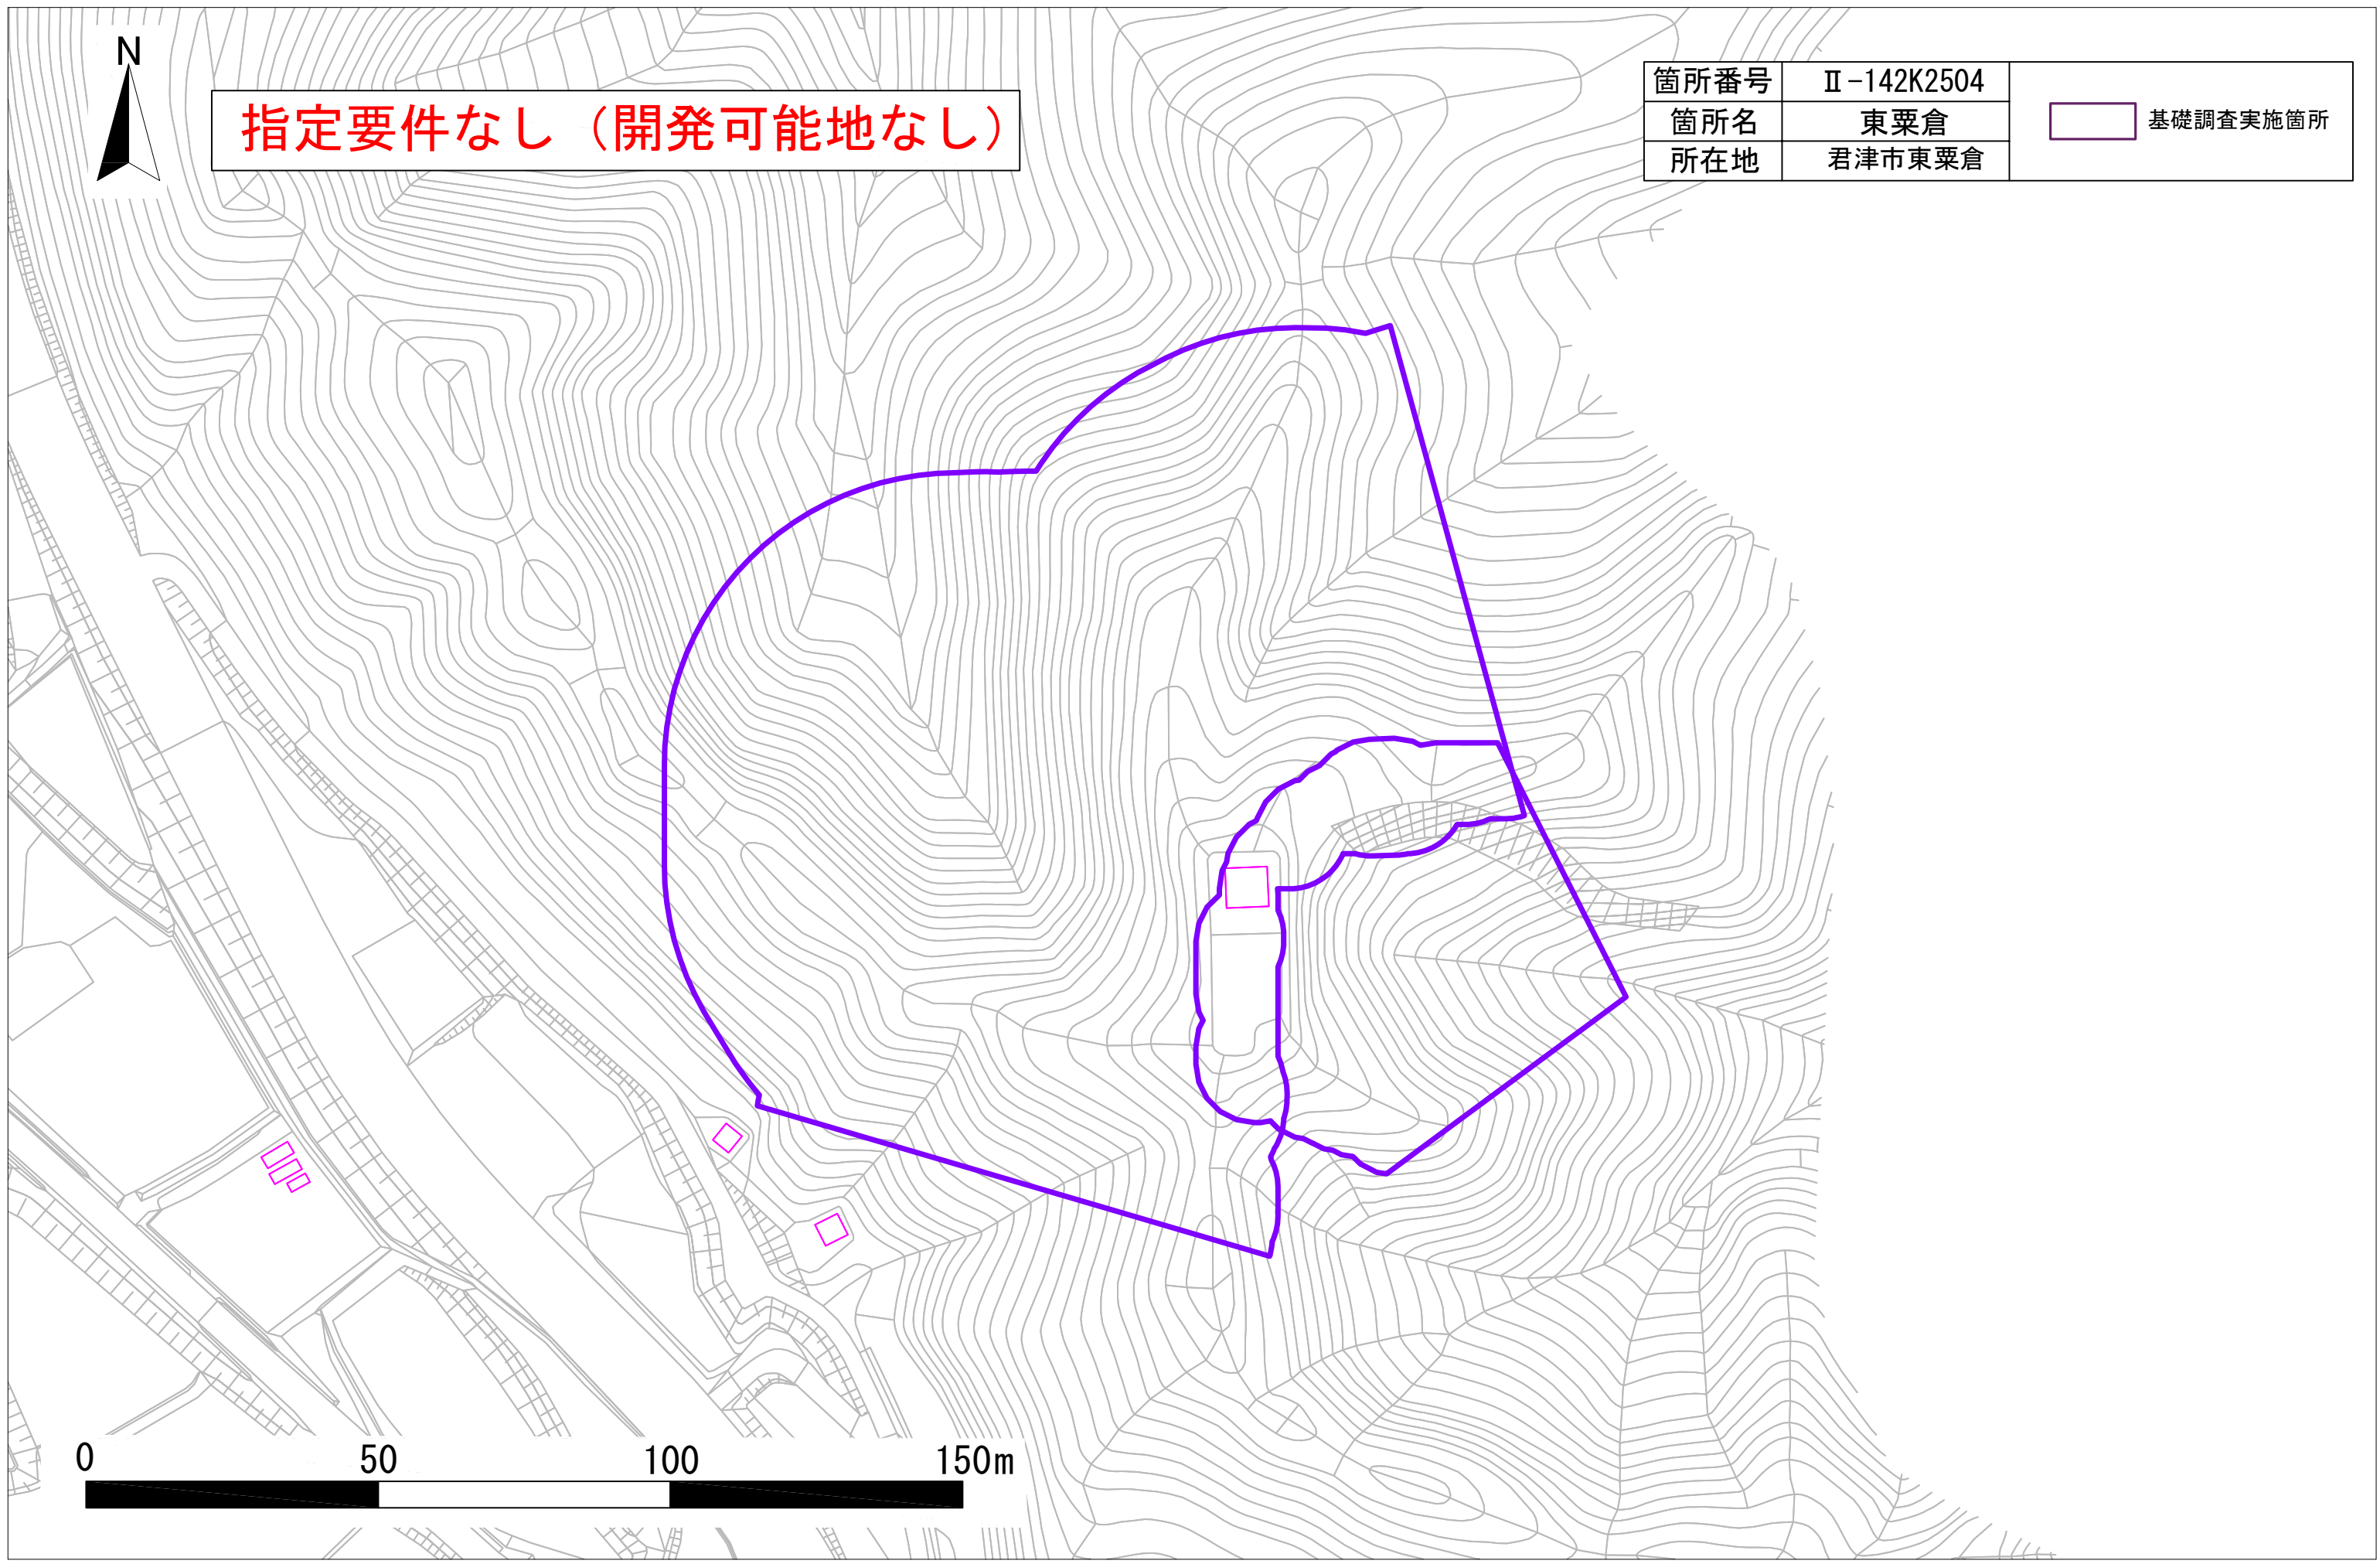 N
指定要件なし（開発可能地なし）
箇所番号 Ⅱ-142K2504
箇所名 東粟倉
所在地 君津市東粟倉
基礎調査実施箇所
0 50 100 150m